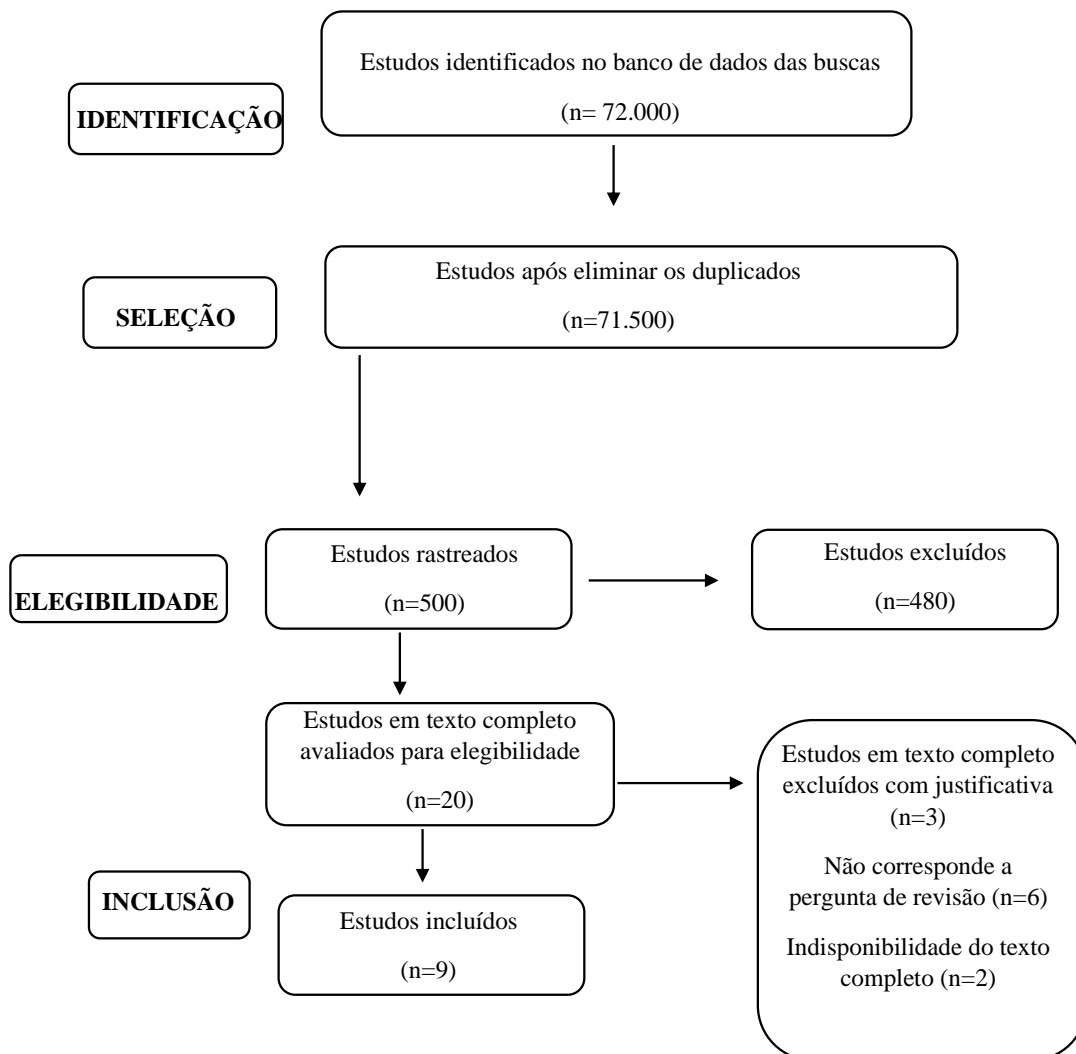 Estudos identificados no banco de dados das buscas
(n= 72.000)
IDENTIFICAÇÃO
Estudos após eliminar os duplicados
(n=71.500)
SELEÇÃO
Estudos rastreados
(n=500)
Estudos excluídos
(n=480)
ELEGIBILIDADE
Estudos em texto completo
avaliados para elegibilidade
(n=20)
Estudos em texto completo
excluídos com justificativa
(n=3)
Não corresponde a
pergunta de revisão (n=6)
Indisponibilidade do texto
completo (n=2)
INCLUSÃO
Estudos incluídos
(n=9)